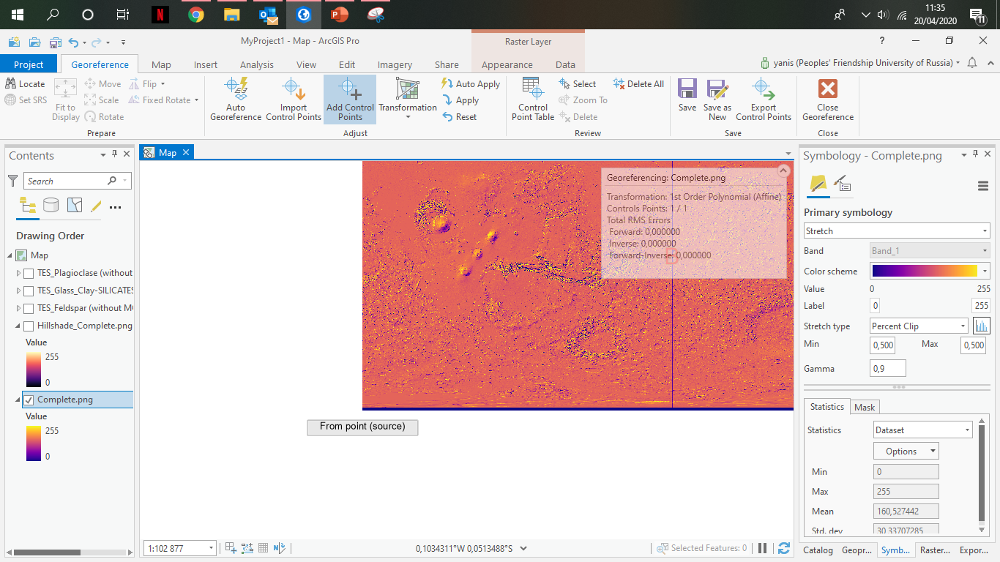 11:35
20/04/2020
11
MyProject1 - Map - ArcGIS Pro
Raster Layer
?
Project
Georeference
Map
Insert
Analysis
View
Edit
Imagery
Share
Appearance
Data
yanis (Peoples' Friendship University of Russia)
Locate
Set SRS
Fit to
Display
Move
Scale
Rotate
Flip
Fixed Rotate
Prepare
Auto
Georeference
Import
Control Points
Add Control
Points
Transformation
Auto Apply
Apply
Reset
Adjust
Control
Point Table
Select
Zoom To
Delete
Delete All
Review
Save
Save as
New
Export
Control Points
Save
Close
Georeference
Close
Contents
Search
Drawing Order
Map
TES_Plagioclase (without
TES_Glass_Clay-SILICATES
TES_Feldspar (without M
Hillshade_Complete.png
Value
255
0
Complete.png
Value
255
0
Map
Georeferencing: Complete.png
Transformation: 1st Order Polynomial (Affine)
Controls Points: 1 / 1
Total RMS Errors
Forward: 0,000000
Inverse: 0,000000
Forward-Inverse: 0,000000
From point (source)
1:102 877
0,1034311°W 0,0513488°S
Selected Features: 0
Symbology - Complete.png
Primary symbology
Stretch
Band
Band_1
Color scheme
Value
0
255
Label
0
255
Stretch type
Percent Clip
Min
0,500
Max
0,500
Gamma
0,9
Statistics
Mask
Statistics
Dataset
Options
Min
0
Max
255
Mean
160,527442
Std. dev
30,33707285
Catalog
Geopr...
Symb...
Raster...
Expor...